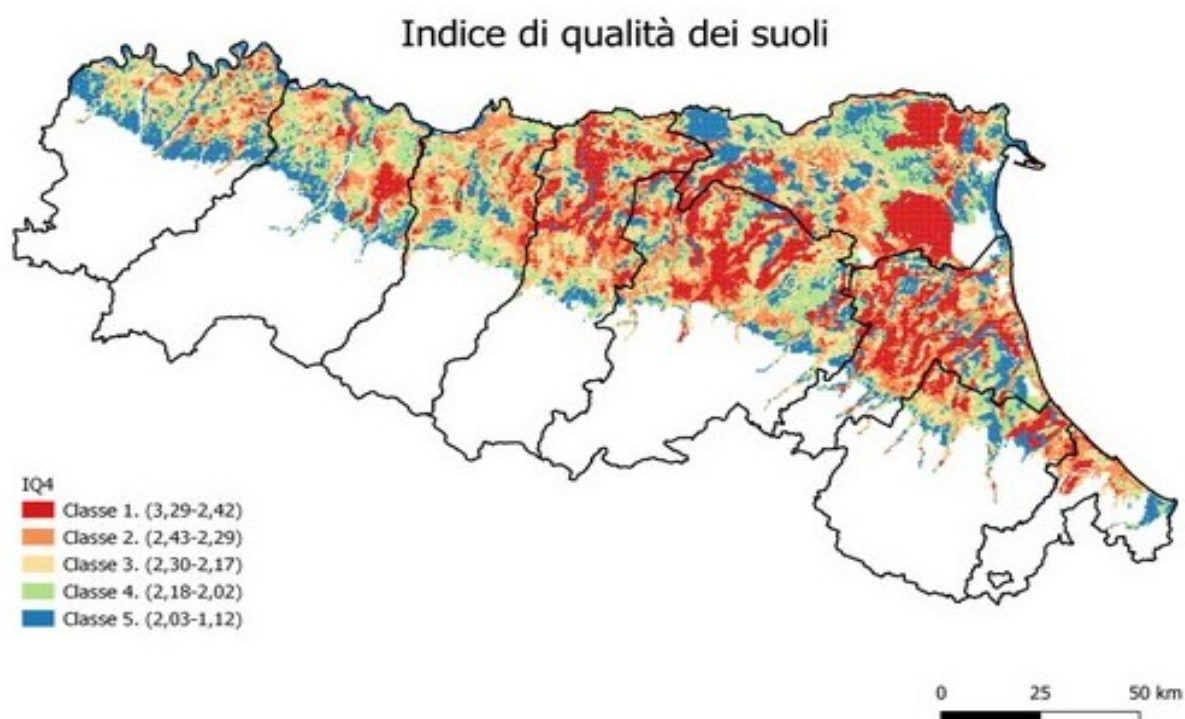 Indice di qualità dei suoli
IQ4
Classe 1. (3,29-2,42)
Classe 2. (2,43-2,29)
Classe 3. (2,30-2,17)
Classe 4. (2,18-2,02)
Classe 5. (2,03-1,12)
0 25 50 km